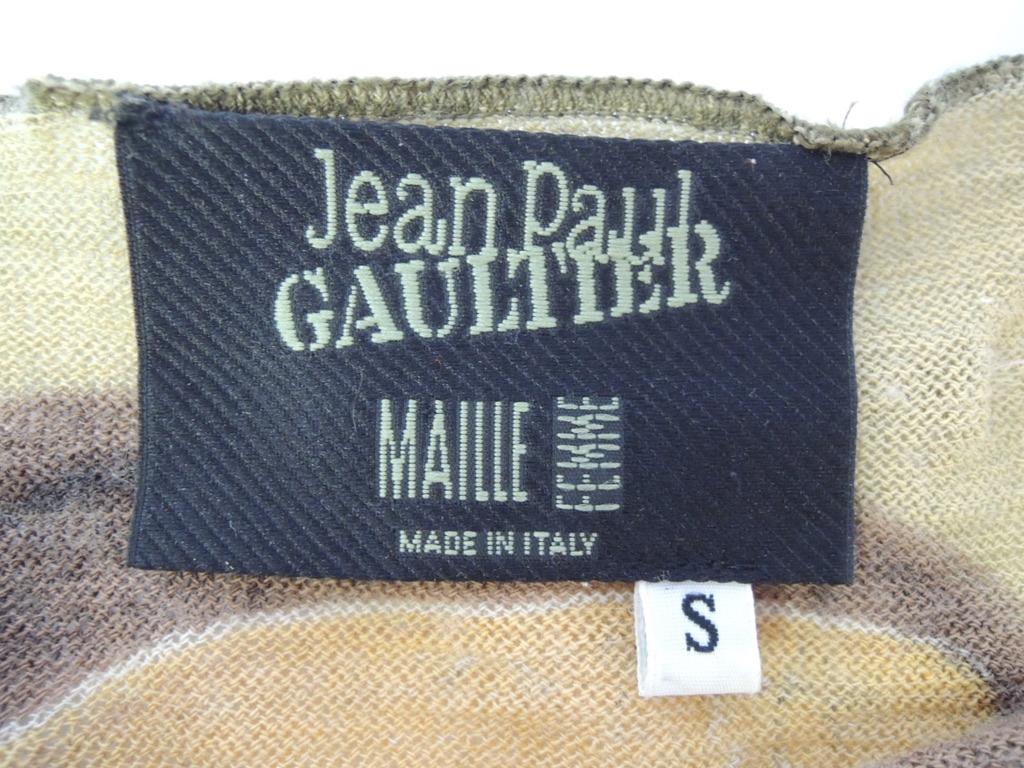 Jean Paul
GAULTIER
MAILLE FEMME
MADE IN ITALY
S